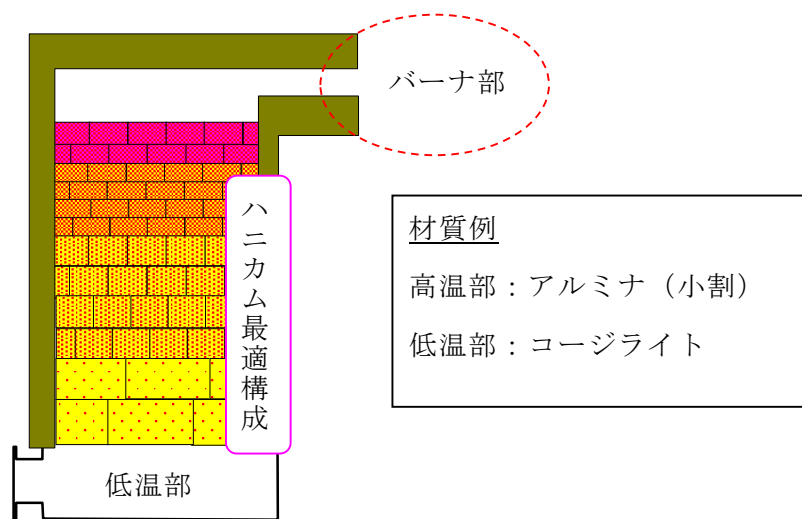 バーナ部
ハニカム最適構成
材質例
高温部：アルミナ（小割）
低温部：コージライト
低温部